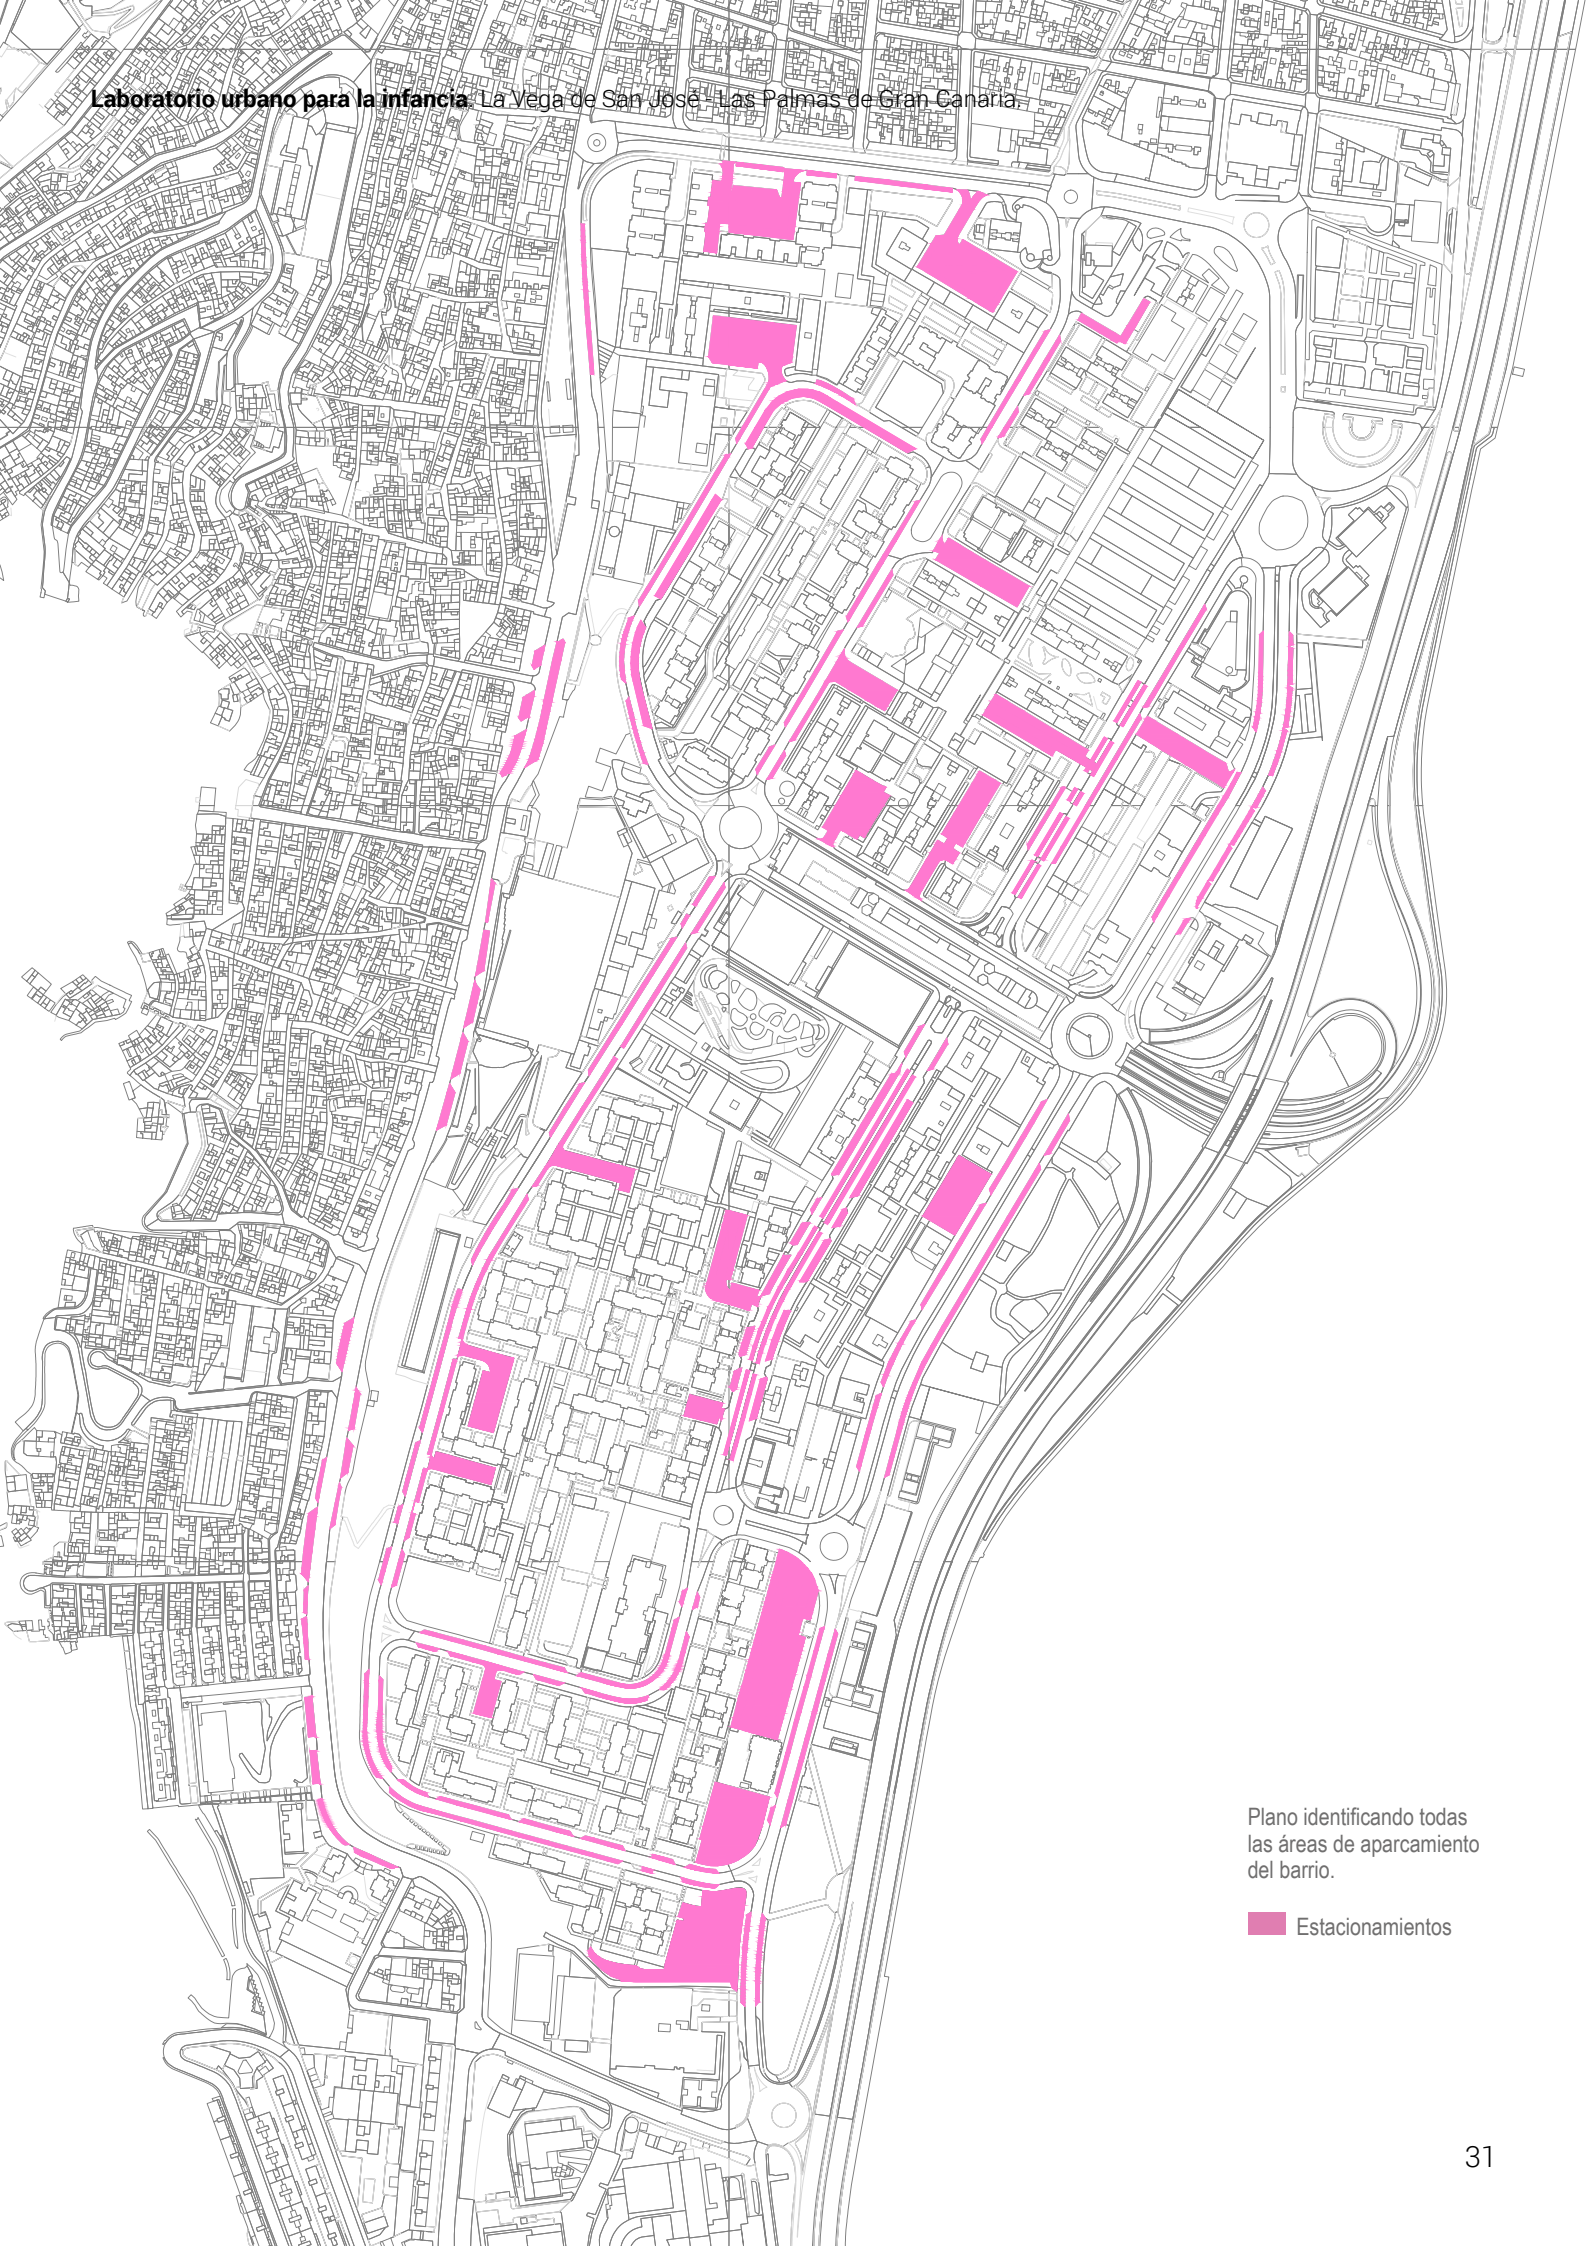 Laboratorio urbano para la infancia. La Vega de San José - Las Palmas de Gran Canaria.
Plano identificando todas
las áreas de aparcamiento
del barrio.
Estacionamientos
31